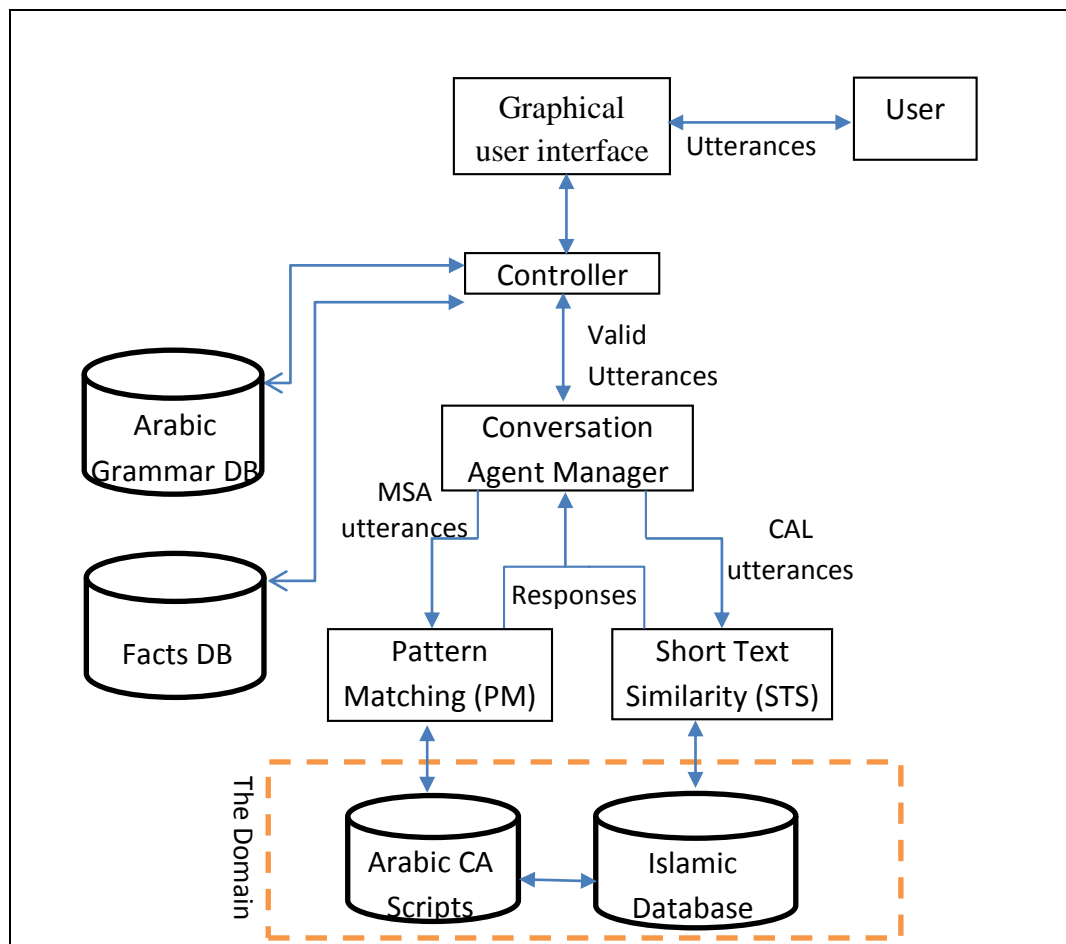 Graphical
user interface
User
Utterances
Controller
Valid
Utterances
Arabic
Grammar DB
Conversation
Agent Manager
MSA
utterances
CAL
utterances
Responses
Facts DB
Pattern
Matching (PM)
Short Text
Similarity (STS)
The Domain
Arabic CA
Scripts
Islamic
Database